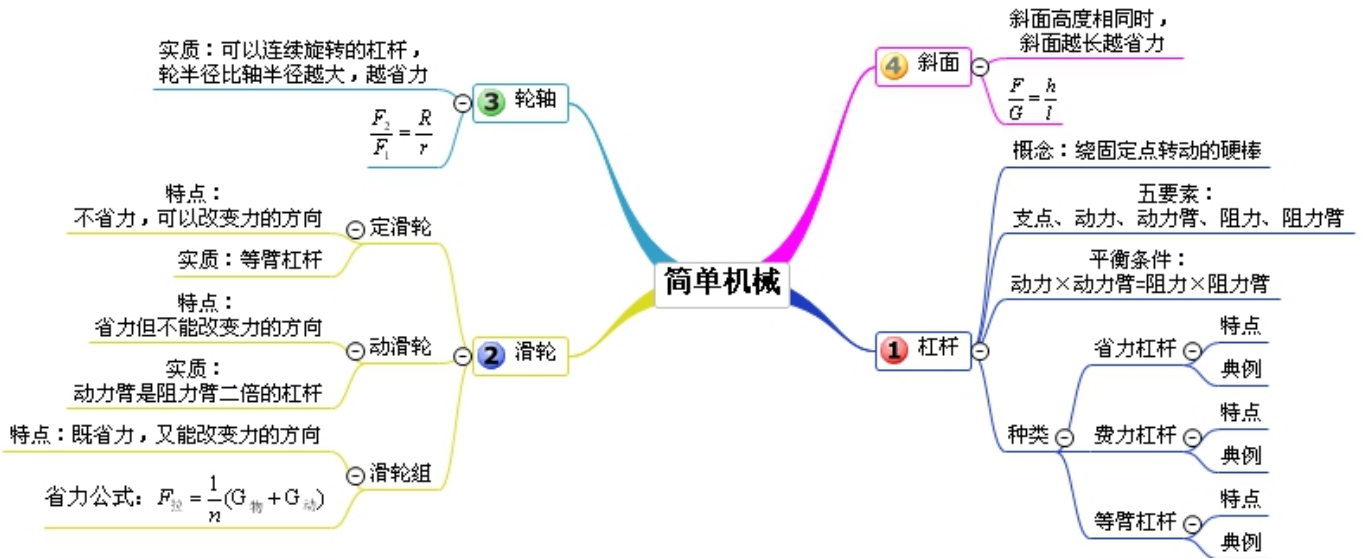 简单机械
1 杠杆
概念：绕固定点转动的硬棒
五要素：
支点、动力、动力臂、阻力、阻力臂
平衡条件：
动力×动力臂=阻力×阻力臂
种类
省力杠杆
特点
典例
费力杠杆
特点
典例
等臂杠杆
特点
典例
2 滑轮
定滑轮
特点：
不省力，可以改变力的方向
实质：等臂杠杆
动滑轮
特点：
省力但不能改变力的方向
实质：
动力臂是阻力臂二倍的杠杆
滑轮组
特点：既省力，又能改变力的方向
省力公式：F拉=1/n(G物+G动)
3 轮轴
实质：可以连续旋转的杠杆，
轮半径比轴半径越大，越省力
F₂/F₁=R/r
4 斜面
斜面高度相同时，
斜面越长越省力
F/G=h/l